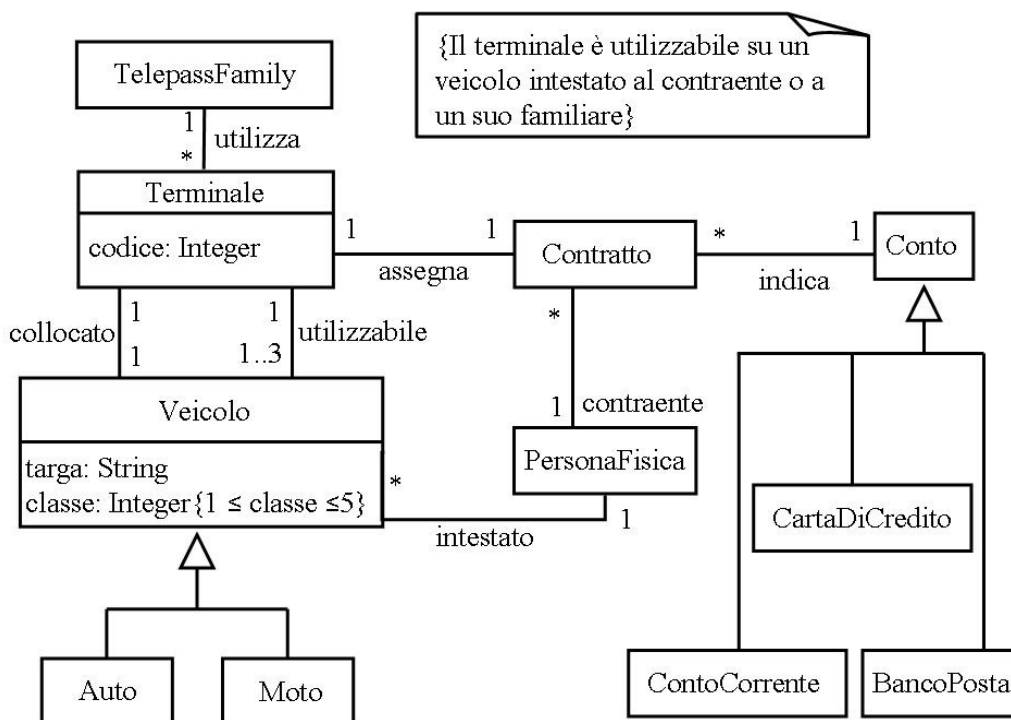 {Il terminale è utilizzabile su un
veicolo intestato al contraente o a
un suo familiare}
TelepassFamily
1
utilizza
*
Terminale
codice: Integer
1
1
assegna
Contratto
*
1
indica
Conto
collocato
1
1
1
utilizzabile
1..3
*
1
contraente
Veicolo
targa: String
classe: Integer{1 ≤ classe ≤5}
PersonaFisica
*
1
intestato
CartaDiCredito
Auto
Moto
ContoCorrente
BancoPosta